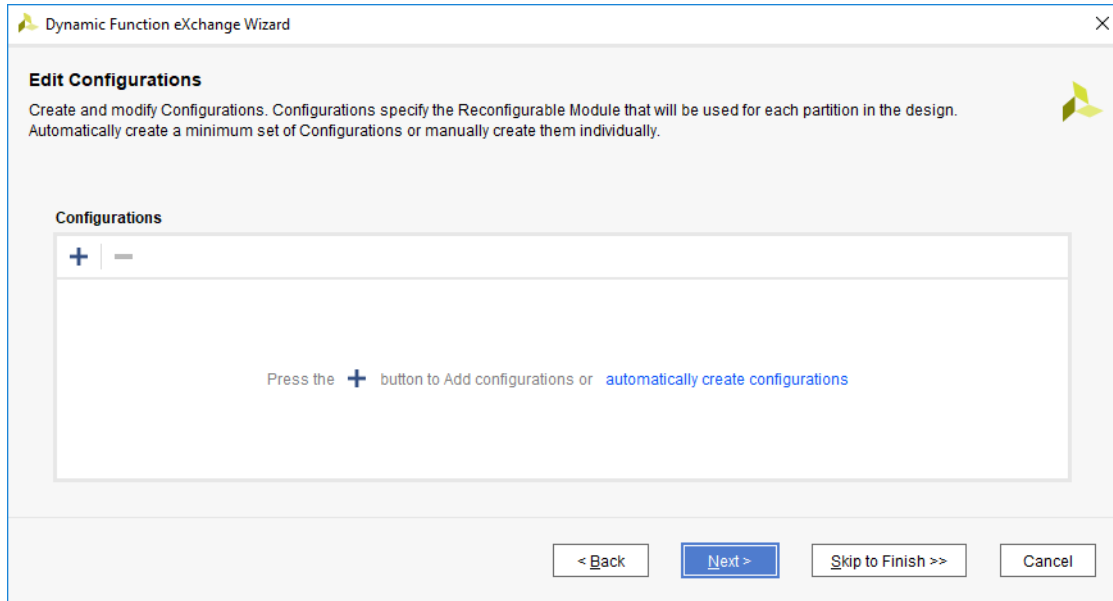 Dynamic Function eXchange Wizard
Edit Configurations
Create and modify Configurations. Configurations specify the Reconfigurable Module that will be used for each partition in the design.
Automatically create a minimum set of Configurations or manually create them individually.
Configurations
Press the + button to Add configurations or automatically create configurations
< Back Next > Skip to Finish >> Cancel